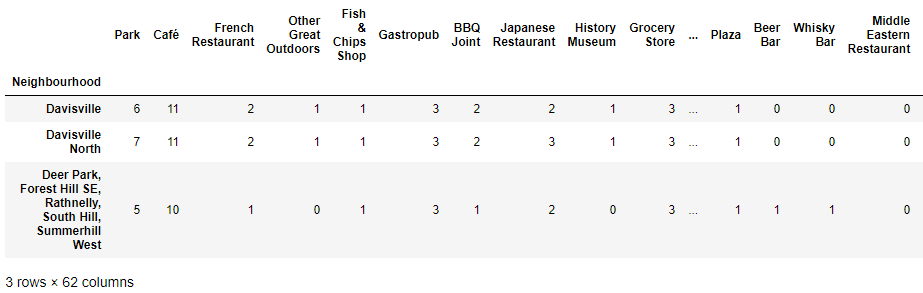 Park Café French Restaurant Other Great Outdoors Fish & Chips Shop Gastropub BBQ Joint Japanese Restaurant History Museum Grocery Store ... Plaza Beer Bar Whisky Bar Middle Eastern Restaurant
Neighbourhood
Davisville 6 11 2 1 1 3 2 2 1 3 ... 1 0 0 0
Davisville North 7 11 2 1 1 3 2 3 1 3 ... 1 0 0 0
Deer Park, Forest Hill SE, Rathnelly, South Hill, Summerhill West 5 10 1 0 1 3 1 2 0 3 ... 1 1 1 0
3 rows × 62 columns